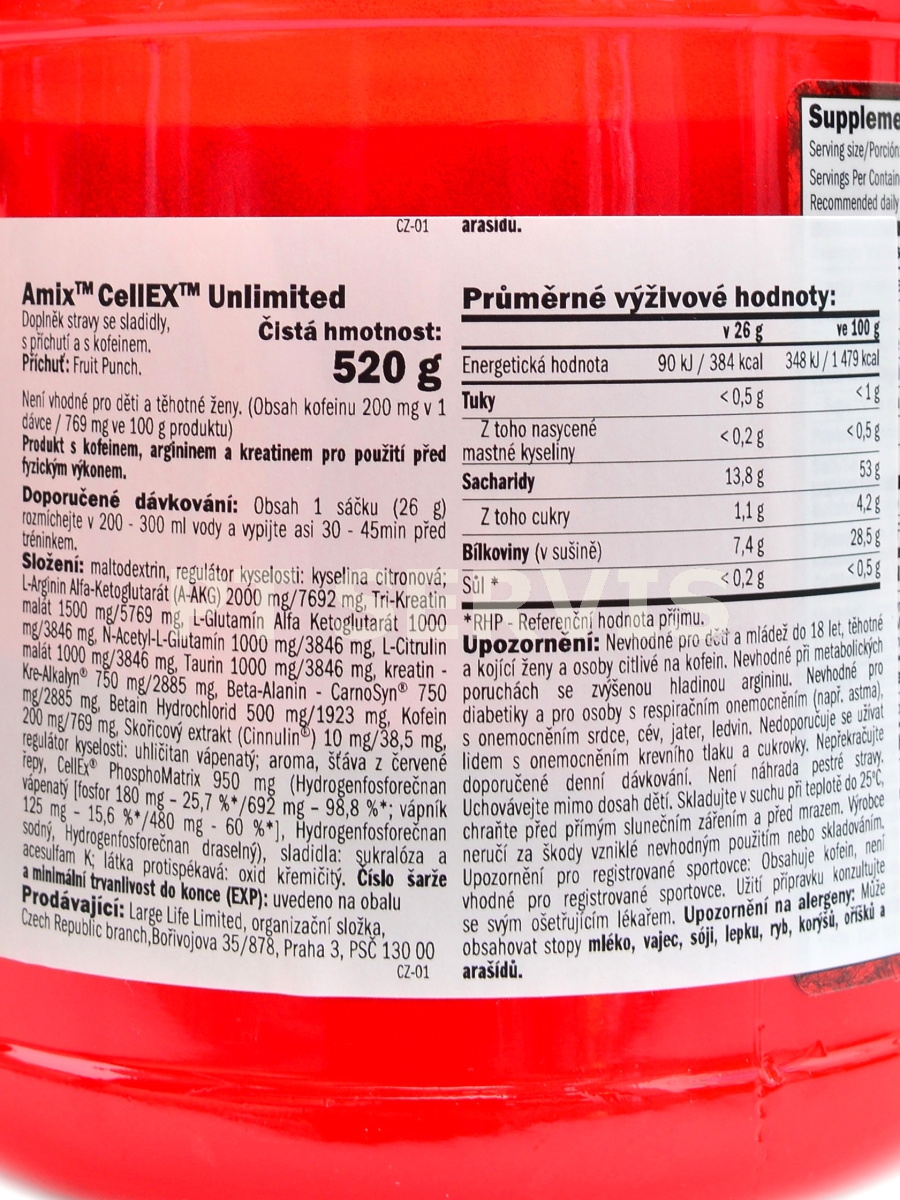 Suppleme
Serving size/Porción
Servings Per Contain
Recommended daily
CZ-01
arašídů.
Amix™ CellEX™ Unlimited
Doplněk stravy se sladidly,
s příchutí a s kofeinem.
Příchuť: Fruit Punch.
Čistá hmotnost:
520 g
Není vhodné pro děti a těhotné ženy. (Obsah kofeinu 200 mg v 1
dávce / 769 mg ve 100 g produktu)
Produkt s kofeinem, argininem a kreatinem pro použití před
fyzickým výkonem.
Doporučené dávkování: Obsah 1 sáčku (26 g)
rozmíchejte v 200 - 300 ml vody a vypijte asi 30 - 45min před
tréninkem.
Složení: maltodextrin, regulátor kyselosti: kyselina citronová;
L-Arginin Alfa-Ketoglutarát (A-AKG) 2000 mg/7692 mg, Tri-Kreatin
malát 1500 mg/5769 mg, L-Glutamín Alfa Ketoglutarát 1000
mg/3846 mg, N-Acetyl-L-Glutamín 1000 mg/3846 mg, L-Citrulin
malát 1000 mg/3846 mg, Taurin 1000 mg/3846 mg, kreatin -
Kre-Alkalyn® 750 mg/2885 mg, Beta-Alanin - CarnoSyn® 750
mg/2885 mg, Betain Hydrochlorid 500 mg/1923 mg, Kofein
200 mg/769 mg, Skořicový extrakt (Cinnulin®) 10 mg/38,5 mg,
regulátor kyselosti: uhličitan vápenatý; aroma, šťáva z červené
řepy, CellEx® PhosphoMatrix 950 mg (Hydrogenfosforečnan
vápenatý [fosfor 180 mg – 25,7 %*/692 mg – 98,8 %*; vápník
125 mg - 15,6 %*/480 mg - 60 %*], Hydrogenfosforečnan
sodný, Hydrogenfosforečnan draselný), sladidla: sukralóza a
acesulfam K; látka protispékavá: oxid křemičitý. Číslo šarže
a minimální trvanlivost do konce (EXP): uvedeno na obalu
Prodávající: Large Life Limited, organizační složka,
Czech Republic branch,Bořivojova 35/878, Praha 3, PSČ 130 00
CZ-01
Průměrné výživové hodnoty:
v 26 g ve 100 g
Energetická hodnota 90 kJ / 384 kcal 348 kJ / 1 479 kcal
Tuky <0,5 g <1 g
Z toho nasycené
mastné kyseliny <0,2 g <0,5 g
Sacharidy 13,8 g 53 g
Z toho cukry 1,1 g 4,2 g
Bílkoviny (v sušině) 7,4 g 28,5 g
Sůl * <0,2 g <0,5 g
*RHP - Referenční hodnota příjmu.
Upozornění: Nevhodné pro děti a mládež do 18 let, těhotné
a kojící ženy a osoby citlivé na kofein. Nevhodné při metabolických
poruchách se zvýšenou hladinou argininu. Nevhodné pro
diabetiky a pro osoby s respiračním onemocněním (např. astma),
s onemocněním srdce, cév, jater, ledvin. Nedoporučuje se užívat
lidem s onemocněním krevního tlaku a cukrovky. Nepřekračujte
doporučené denní dávkování. Není náhrada pestré stravy.
Uchovávejte mimo dosah dětí. Skladujte v suchu při teplotě do 25°C,
chraňte před přímým slunečním zářením a před mrazem. Výrobce
neručí za škody vzniklé nevhodným použitím nebo skladováním.
Upozornění pro registrované sportovce: Obsahuje kofein, není
vhodné pro registrované sportovce. Užití přípravku konzultujte
se svým ošetřujícím lékařem. Upozornění na alergeny: Může
obsahovat stopy mléko, vajec, sóji, lepku, ryb, korýšů, oříšků a
arašídů.